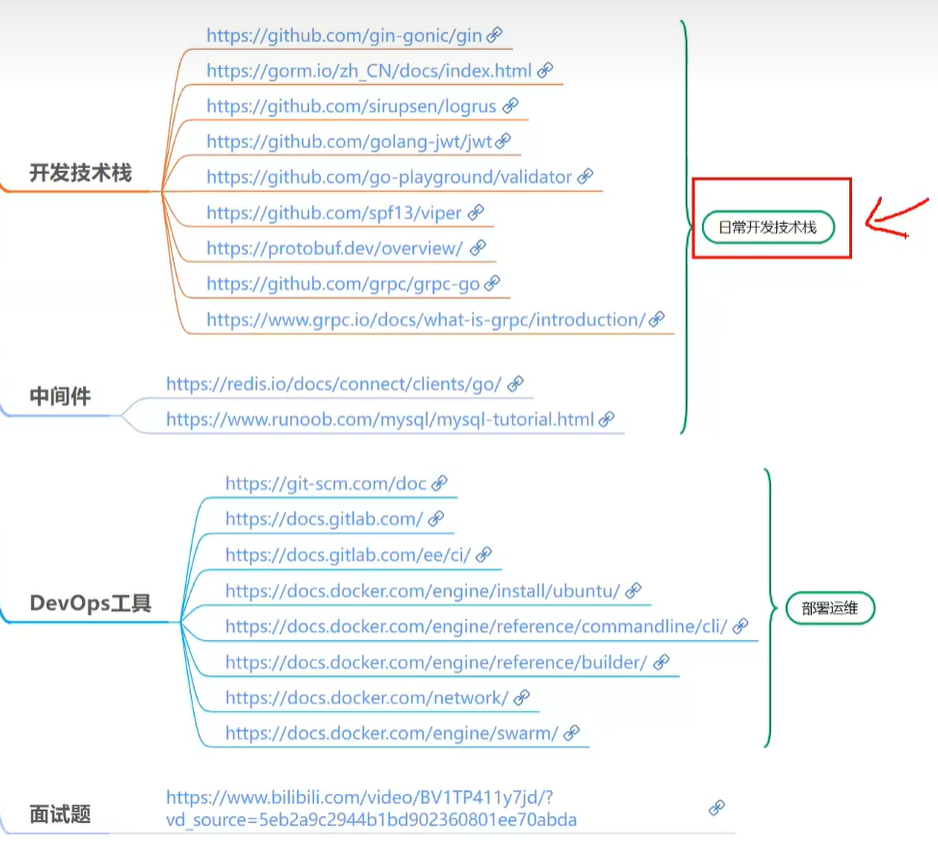 https://github.com/gin-gonic/gin
https://gorm.io/zh_CN/docs/index.html
https://github.com/sirupsen/logrus
https://github.com/golang-jwt/jwt
开发技术栈
https://github.com/go-playground/validator
https://github.com/spf13/viper
日常开发技术栈
https://protobuf.dev/overview/
https://github.com/grpc/grpc-go
https://www.grpc.io/docs/what-is-grpc/introduction/
中间件
https://redis.io/docs/connect/clients/go/
https://www.runoob.com/mysql/mysql-tutorial.html
https://git-scm.com/doc
https://docs.gitlab.com/
https://docs.gitlab.com/ee/ci/
https://docs.docker.com/engine/install/ubuntu/
DevOps工具
部署运维
https://docs.docker.com/engine/reference/commandline/cli/
https://docs.docker.com/engine/reference/builder/
https://docs.docker.com/network/
https://docs.docker.com/engine/swarm/
面试题
https://www.bilibili.com/video/BV1TP411y7jd/?
vd_source=5eb2a9c2944b1bd902360801ee70abda